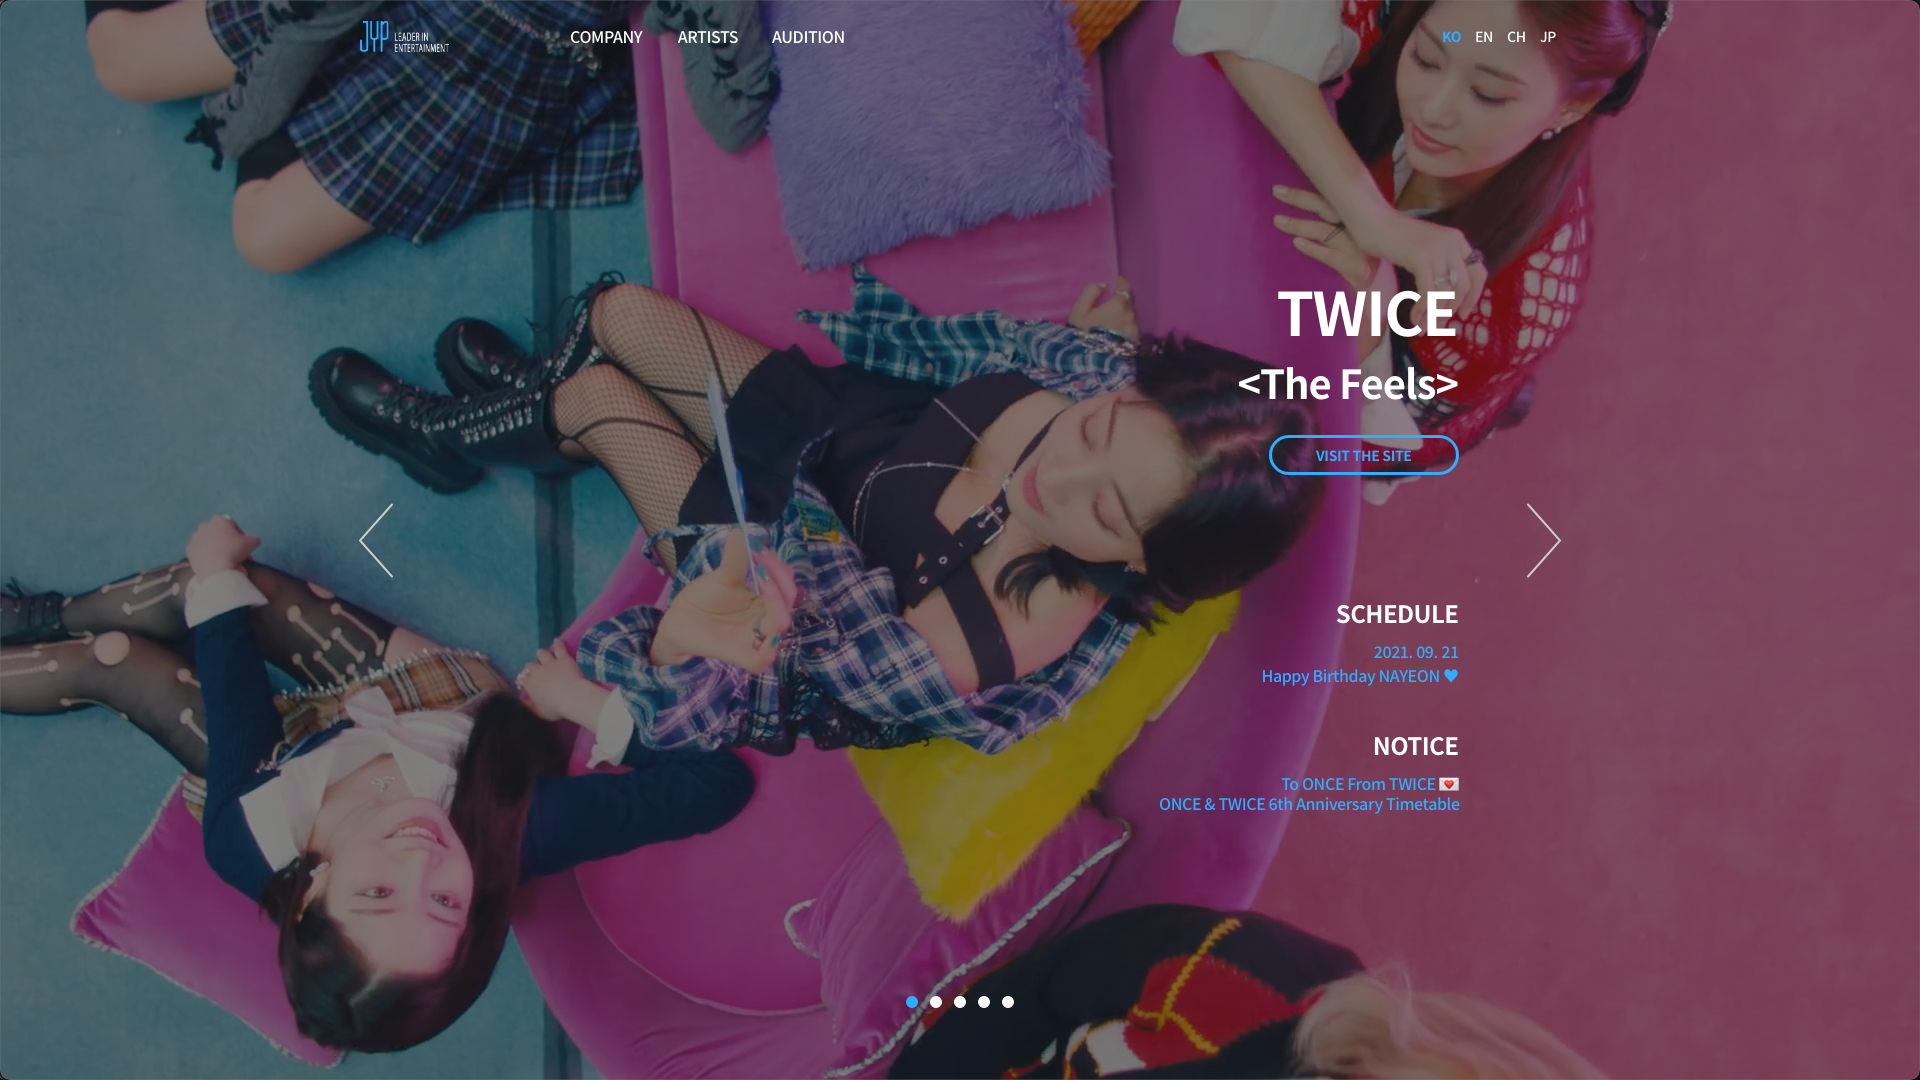 JYP LEADER IN
ENTERTAINMENT
COMPANY ARTISTS AUDITION
KO EN CH JP
TWICE
<The Feels>
VISIT THE SITE
SCHEDULE
2021. 09. 21
Happy Birthday NAYEON ♥
NOTICE
To ONCE From TWICE 💌
ONCE & TWICE 6th Anniversary Timetable